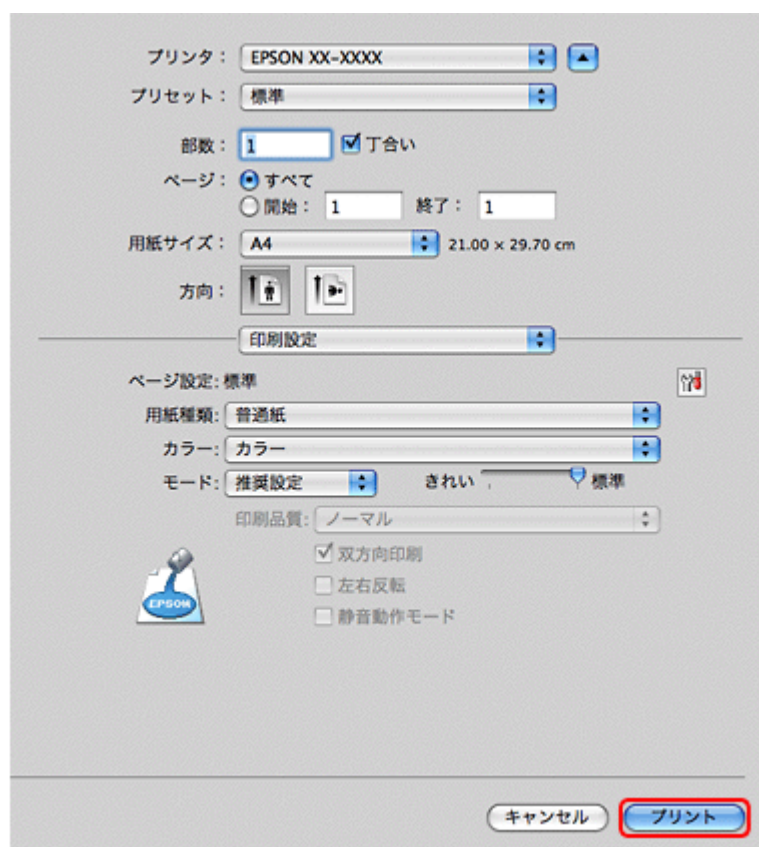 プリンタ： EPSON XX-XXXX
プリセット： 標準
部数： 1 丁合い
ページ： すべて
開始： 1 終了： 1
用紙サイズ： A4 21.00 × 29.70 cm
方向：
印刷設定
ページ設定: 標準
用紙種類: 普通紙
カラー: カラー
モード: 推奨設定 きれい 標準
印刷品質: ノーマル
双方向印刷
左右反転
EPSON
静音動作モード
キャンセル プリント